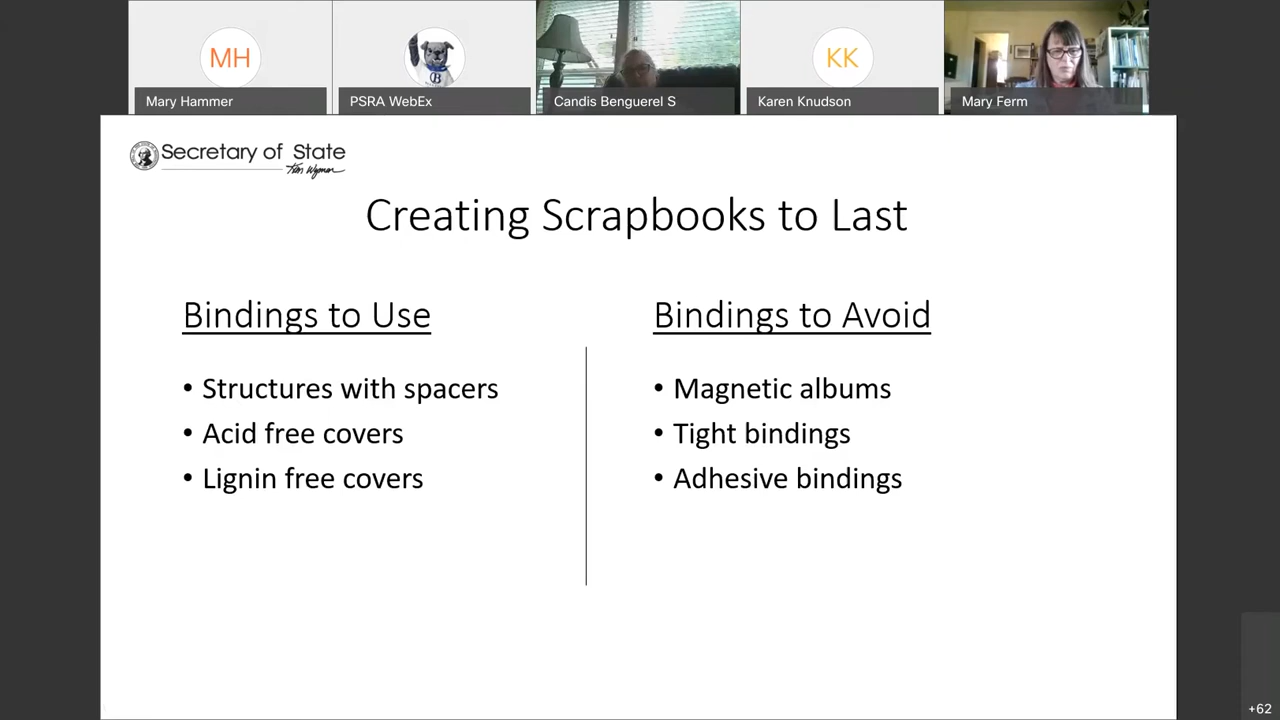 MH
KK
Mary Hammer
PSRA WebEx
Candis Benguerel S
Karen Knudson
Mary Ferm
Secretary of State
Kim Wyman
Creating Scrapbooks to Last
Bindings to Use
• Structures with spacers
• Acid free covers
• Lignin free covers
Bindings to Avoid
• Magnetic albums
• Tight bindings
• Adhesive bindings
+62